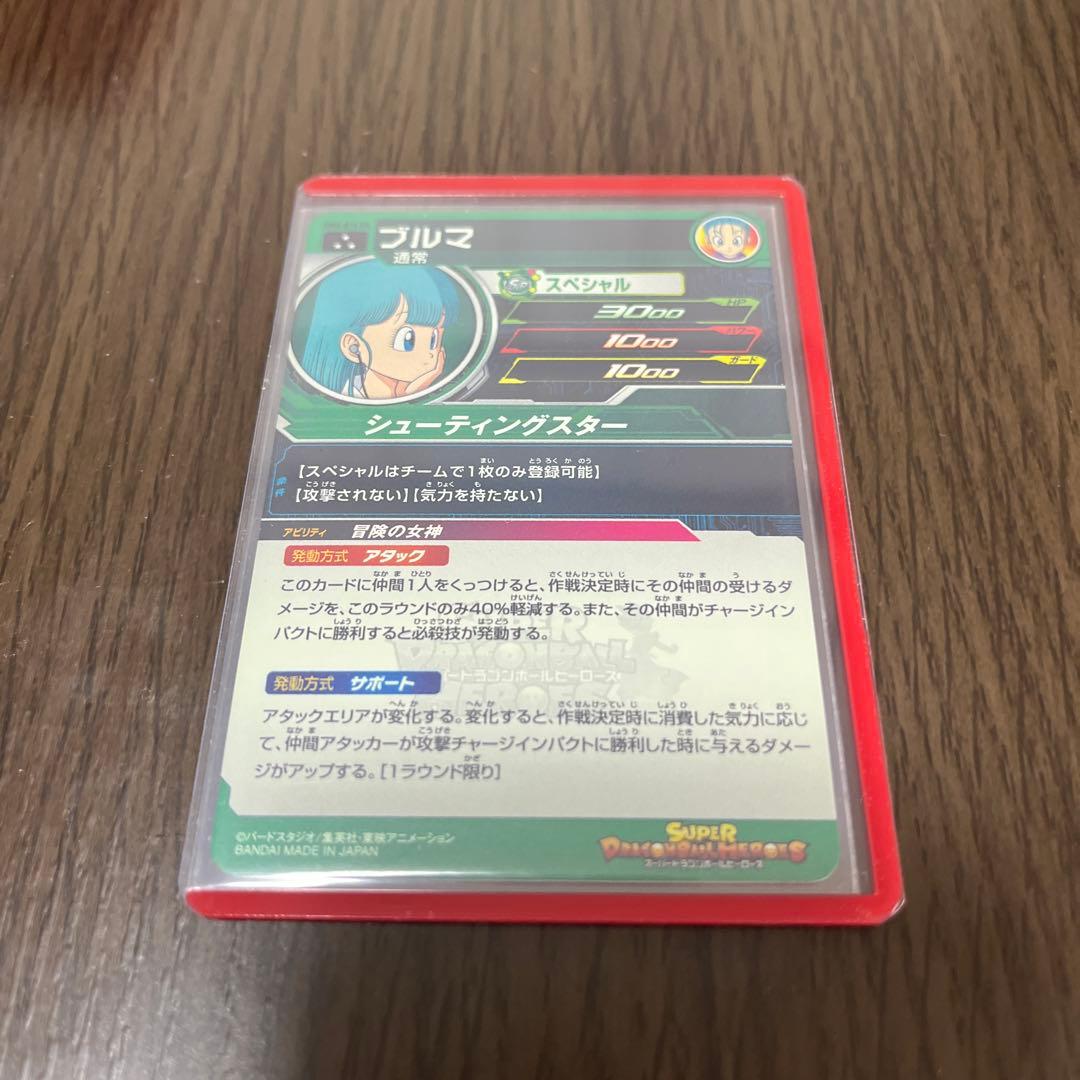 ブルマ
通常
スペシャル
3000 HP
1000 パワー
1000 ガード
シューティングスター
条件
【スペシャルはチームで1枚のみ登録可能】
【攻撃されない】【気力を持たない】
アビリティ 冒険の女神
発動方式 アタック
このカードに仲間1人をくっつけると、作戦決定時にその仲間の受けるダ
メージを、このラウンドのみ40%軽減する。また、その仲間がチャージイン
パクトに勝利すると必殺技が発動する。
発動方式 サポート
アタックエリアが変化する。変化すると、作戦決定時に消費した気力に応じ
て、仲間アタッカーが攻撃チャージインパクトに勝利した時に与えるダメー
ジがアップする。[1ラウンド限り]
©バードスタジオ/集英社・東映アニメーション
BANDAI MADE IN JAPAN
SUPER
DRAGONBALL HEROES
スーパードラゴンボールヒーローズ